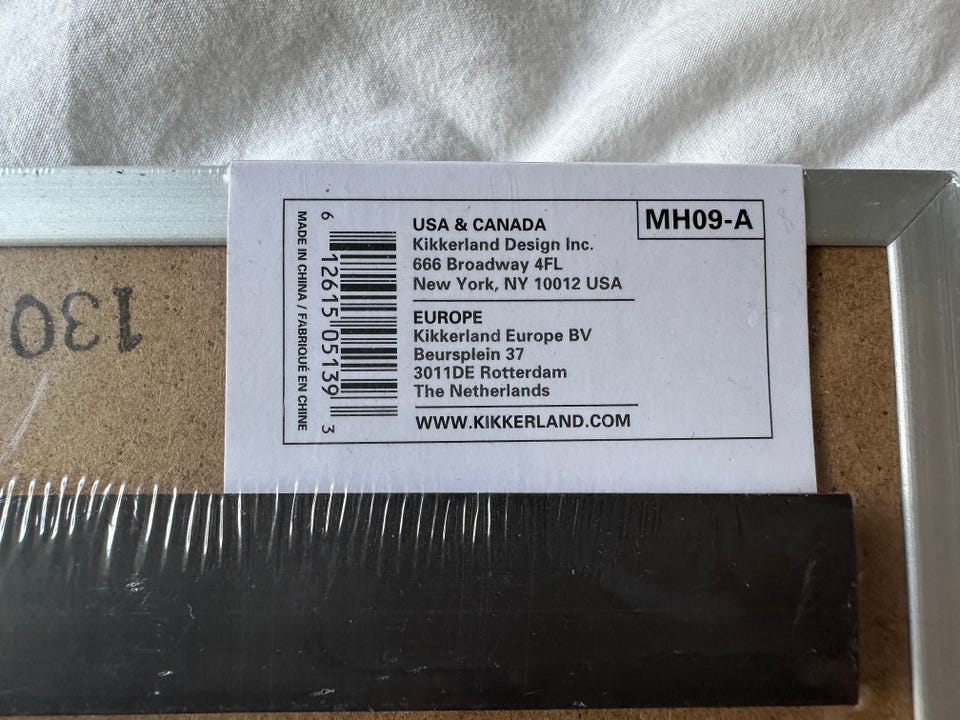 MH09-A
USA & CANADA
Kikkerland Design Inc.
666 Broadway 4FL
New York, NY 10012 USA
EUROPE
Kikkerland Europe BV
Beursplein 37
3011DE Rotterdam
The Netherlands
WWW.KIKKERLAND.COM
6 12615 05139 3
MADE IN CHINA / FABRIQUÉ EN CHINE
130